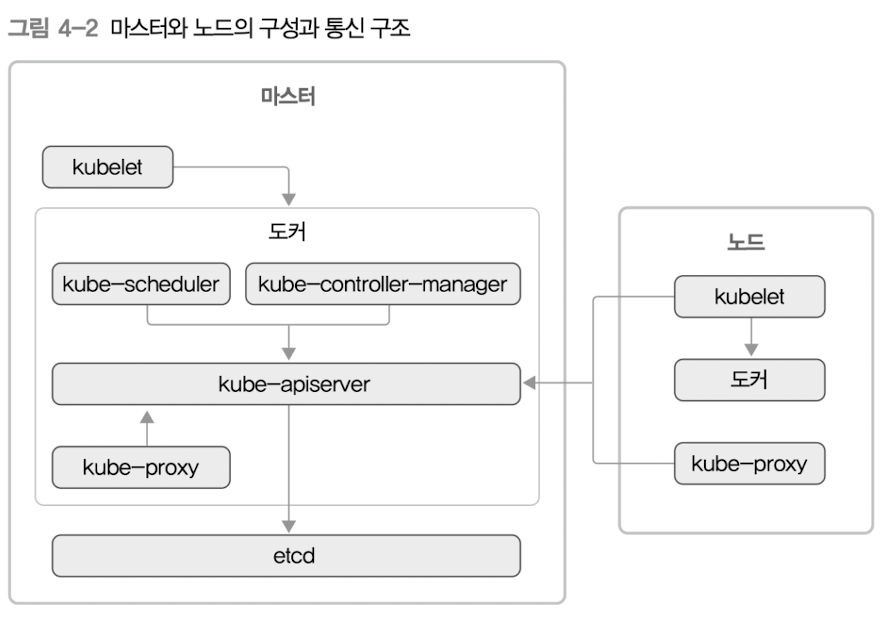 그림 4-2 마스터와 노드의 구성과 통신 구조
마스터
kubelet
도커
kube-scheduler
kube-controller-manager
kube-apiserver
kube-proxy
etcd
노드
kubelet
도커
kube-proxy